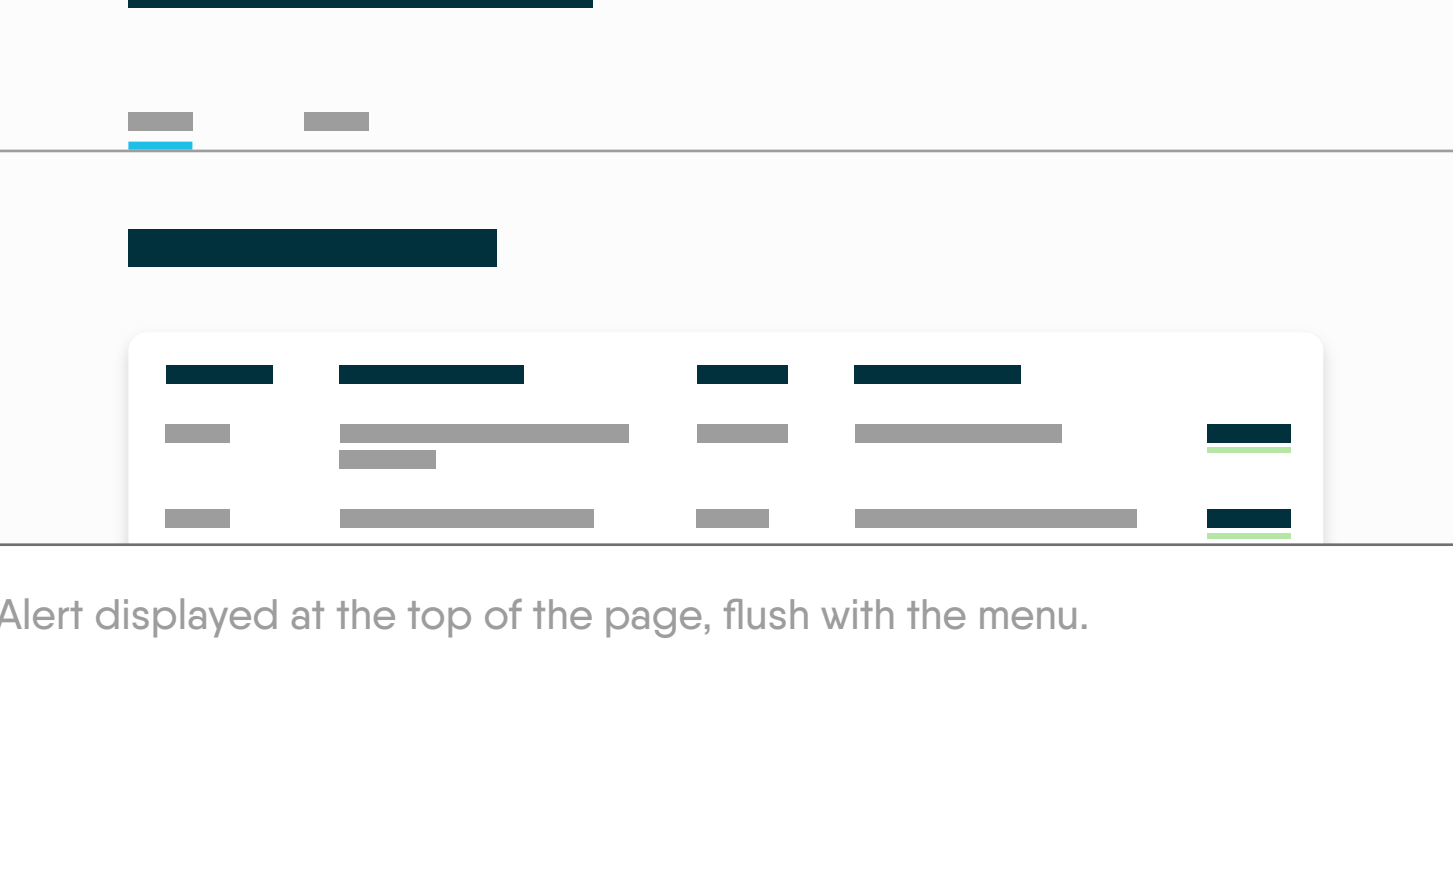 Alert displayed at the top of the page, flush with the menu.